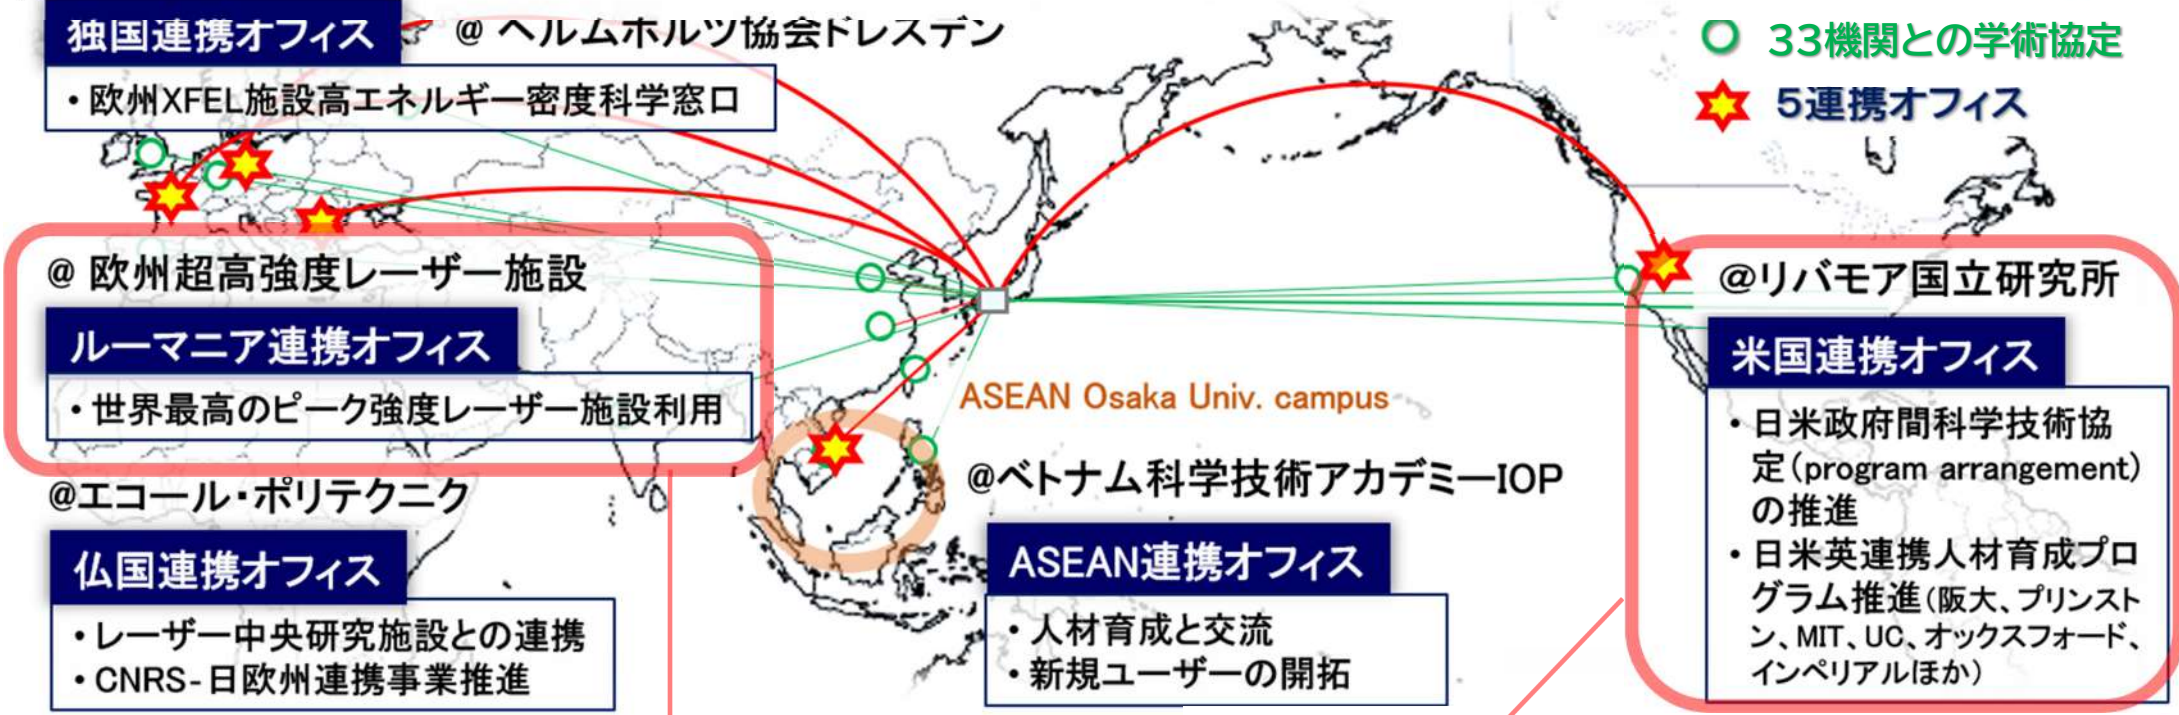 独国連携オフィス
@ ヘルムホルツ協会ドレスデン
・欧州XFEL施設高エネルギー密度科学窓口
33機関との学術協定
5連携オフィス
@ 欧州超高強度レーザー施設
ルーマニア連携オフィス
・世界最高のピーク強度レーザー施設利用
@エコール・ポリテクニク
仏国連携オフィス
・レーザー中央研究施設との連携
・CNRS-日欧州連携事業推進
ASEAN Osaka Univ. campus
@ベトナム科学技術アカデミーIOP
ASEAN連携オフィス
・人材育成と交流
・新規ユーザーの開拓
@リバモア国立研究所
米国連携オフィス
・日米政府間科学技術協
定(program arrangement)
の推進
・日米英連携人材育成プロ
グラム推進(阪大、プリンスト
ン、MIT、UC、オックスフォード、
インペリアルほか)